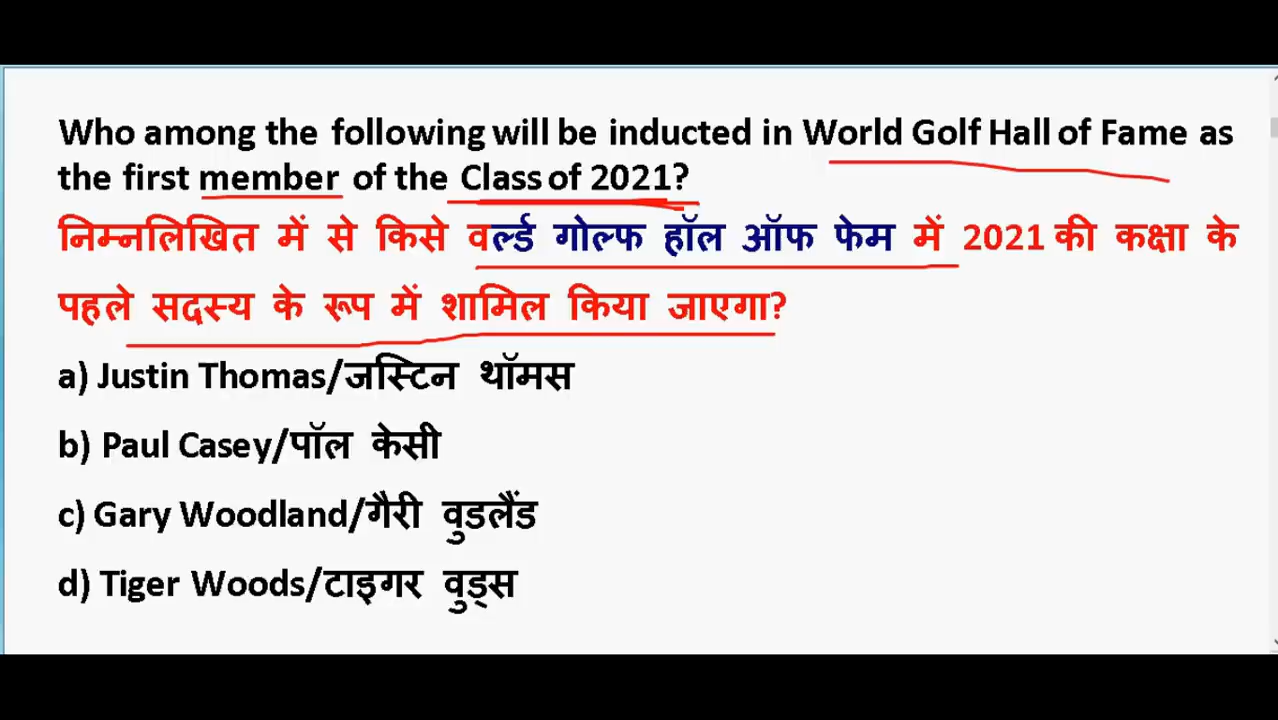 Who among the following will be inducted in World Golf Hall of Fame as
the first member of the Class of 2021?
निम्नलिखित में से किसे वर्ल्ड गोल्फ हॉल ऑफ फेम में 2021 की कक्षा के
पहले सदस्य के रूप में शामिल किया जाएगा?
a) Justin Thomas/जस्टिन थॉमस
b) Paul Casey/पॉल केसी
c) Gary Woodland/गैरी वुडलैंड
d) Tiger Woods/टाइगर वुड्स